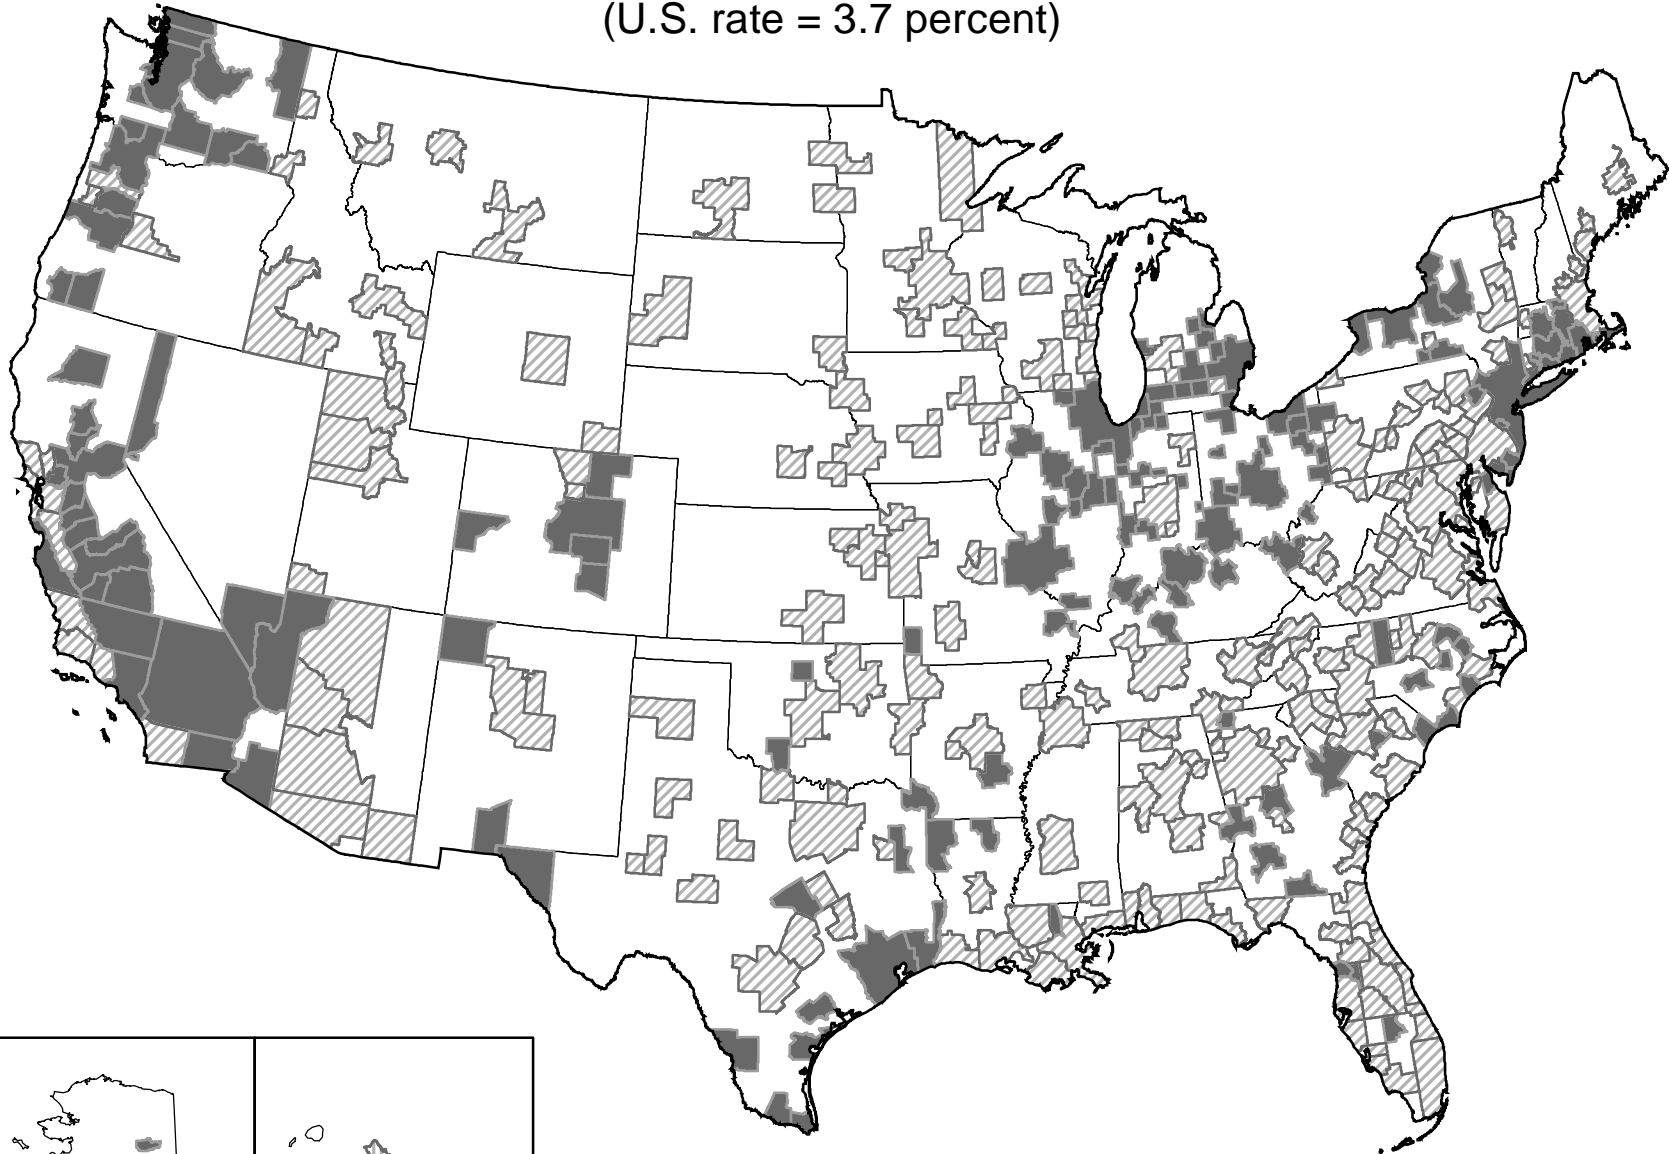 (U.S. rate = 3.7 percent)